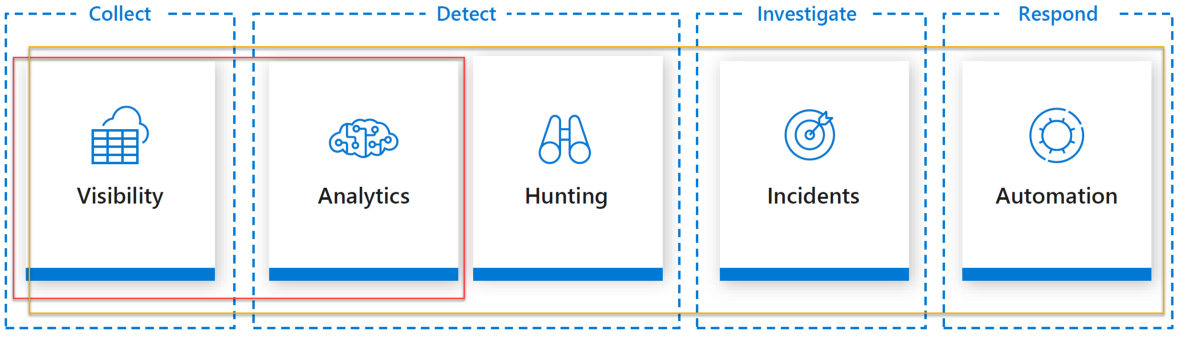 Collect
Detect
Investigate
Respond
Visibility
Analytics
Hunting
Incidents
Automation